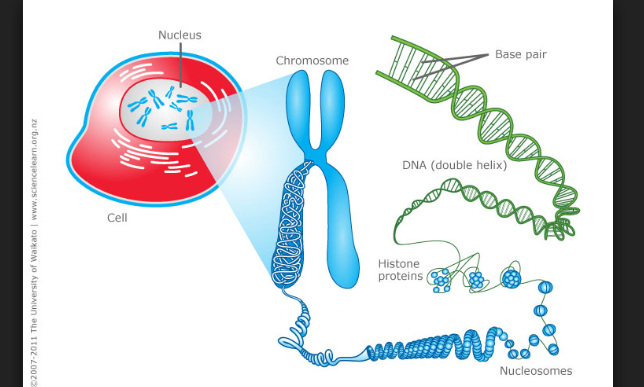 Nucleus
Chromosome
Base pair
DNA (double helix)
Cell
Histone
proteins
Nucleosomes
©2007-2011 The University of Waikato | www.sciencelearn.org.nz